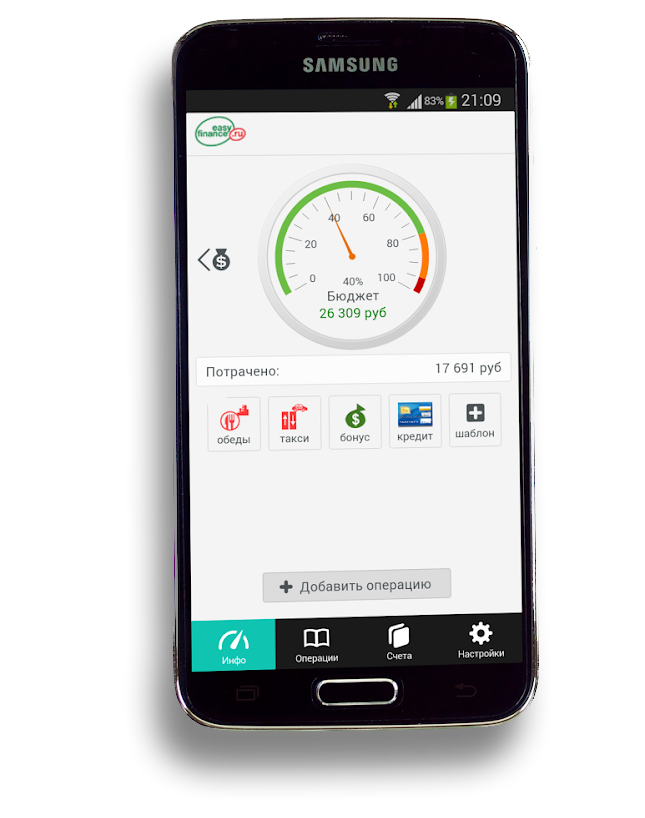 SAMSUNG
83% 21:09
easy
finance.ru
40 60
20 80
0 100
40%
Бюджет
26 309 руб
Потрачено: 17 691 руб
обеды такси бонус кредит шаблон
Добавить операцию
Инфо Операции Счета Настройки